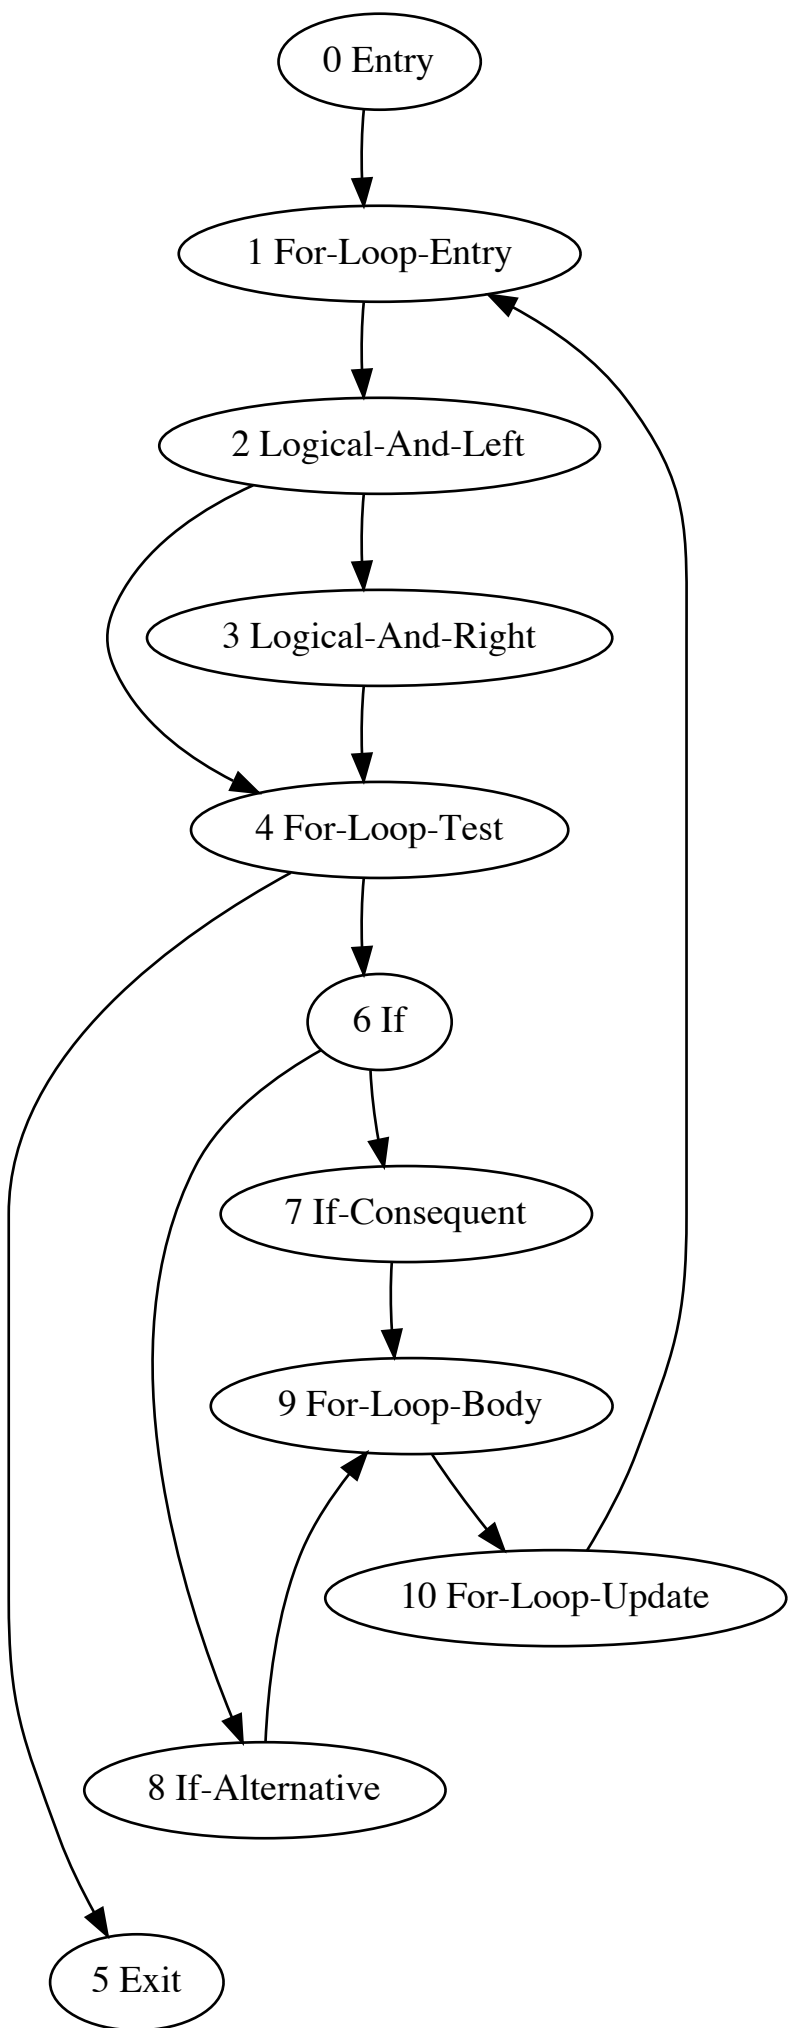 0 Entry
1 For-Loop-Entry
2 Logical-And-Left
3 Logical-And-Right
4 For-Loop-Test
6 If
7 If-Consequent
9 For-Loop-Body
10 For-Loop-Update
8 If-Alternative
5 Exit